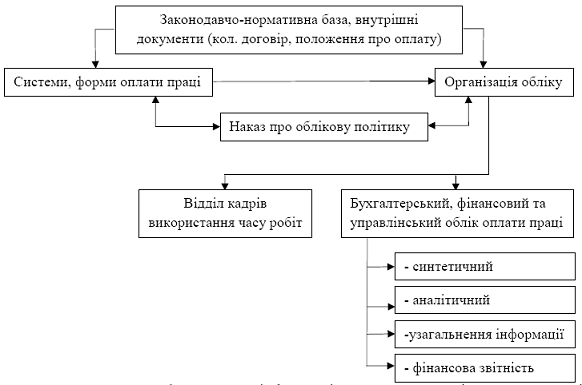 Законодавчо-нормативна база, внутрішні
документи (кол. договір, положення про оплату)
Системи, форми оплати праці
Організація обліку
Наказ про облікову політику
Відділ кадрів
використання часу робіт
Бухгалтерський, фінансовий та
управлінський облік оплати праці
- синтетичний
- аналітичний
-узагальнення інформації
- фінансова звітність